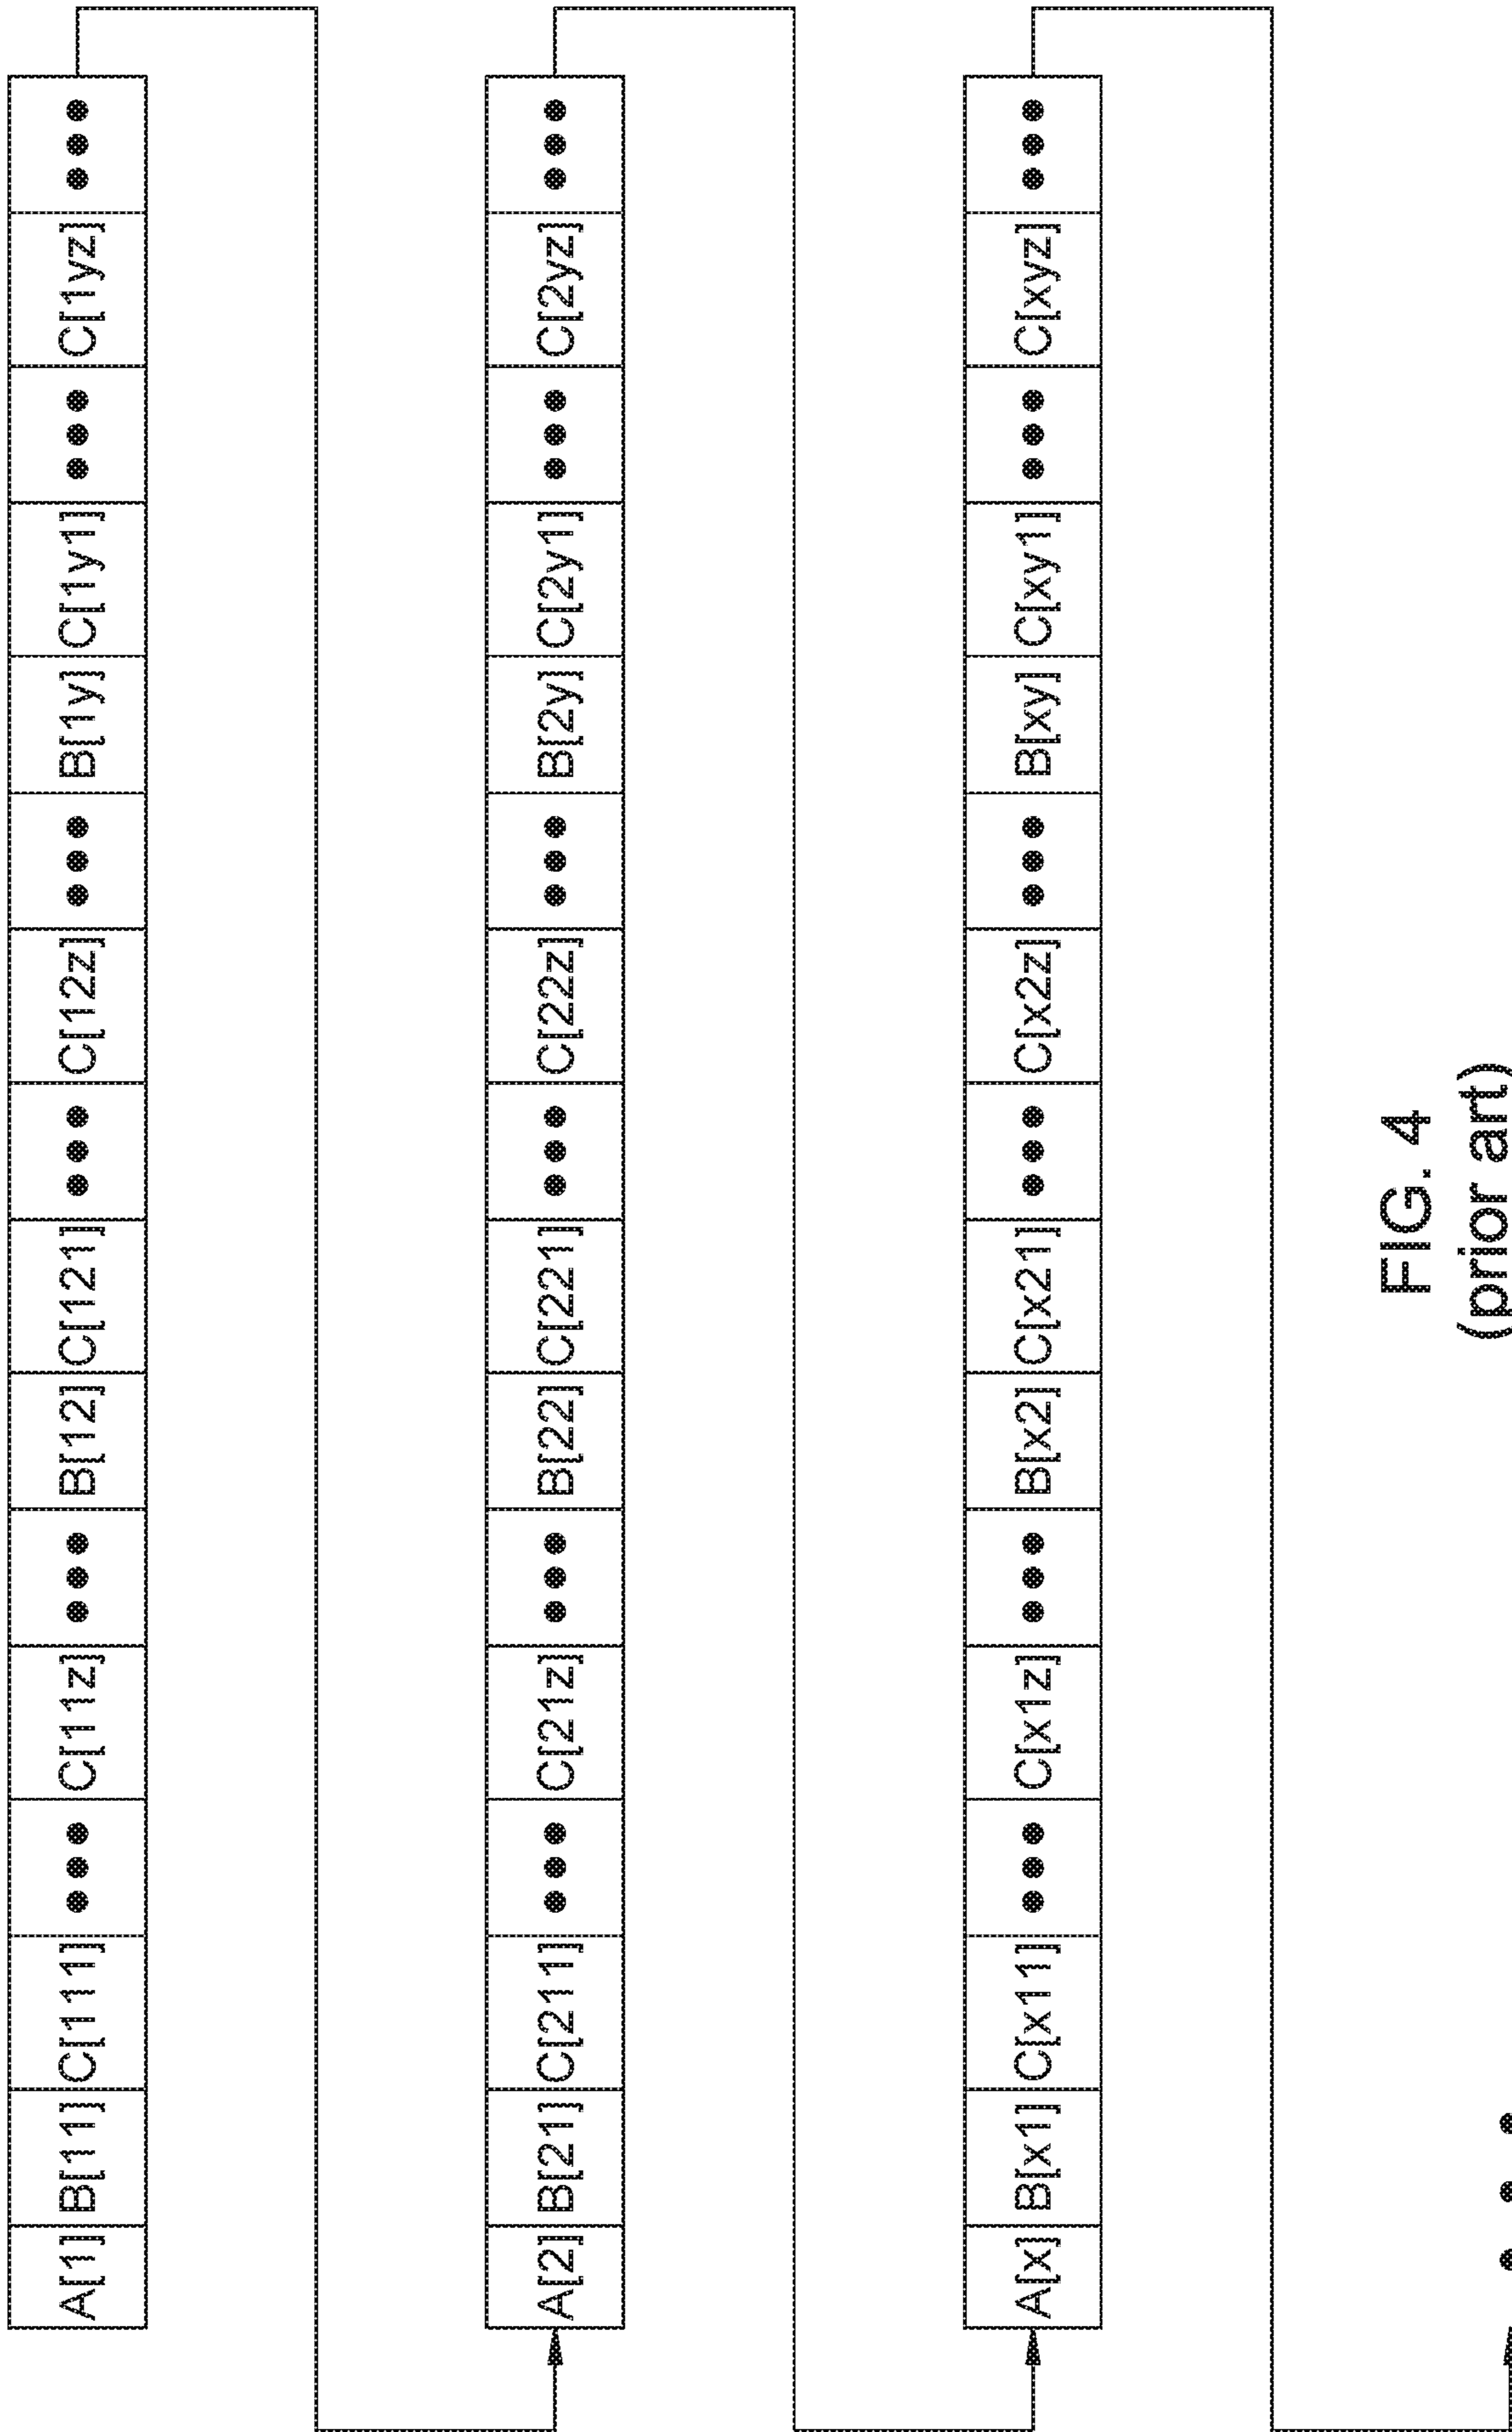 A[1] B[11] C[111] ●●● C[11z] ●●● B[12] C[121] ●●● C[12z] ●●● B[1y] C[1y1] ●●● C[1yz] ●●●
A[2] B[21] C[211] ●●● C[21z] ●●● B[22] C[221] ●●● C[22z] ●●● B[2y] C[2y1] ●●● C[2yz] ●●●
A[x] B[x1] C[x11] ●●● C[x1z] ●●● B[x2] C[x21] ●●● C[x2z] ●●● B[xy] C[xy1] ●●● C[xyz] ●●●
●●●
FIG. 4
(prior art)